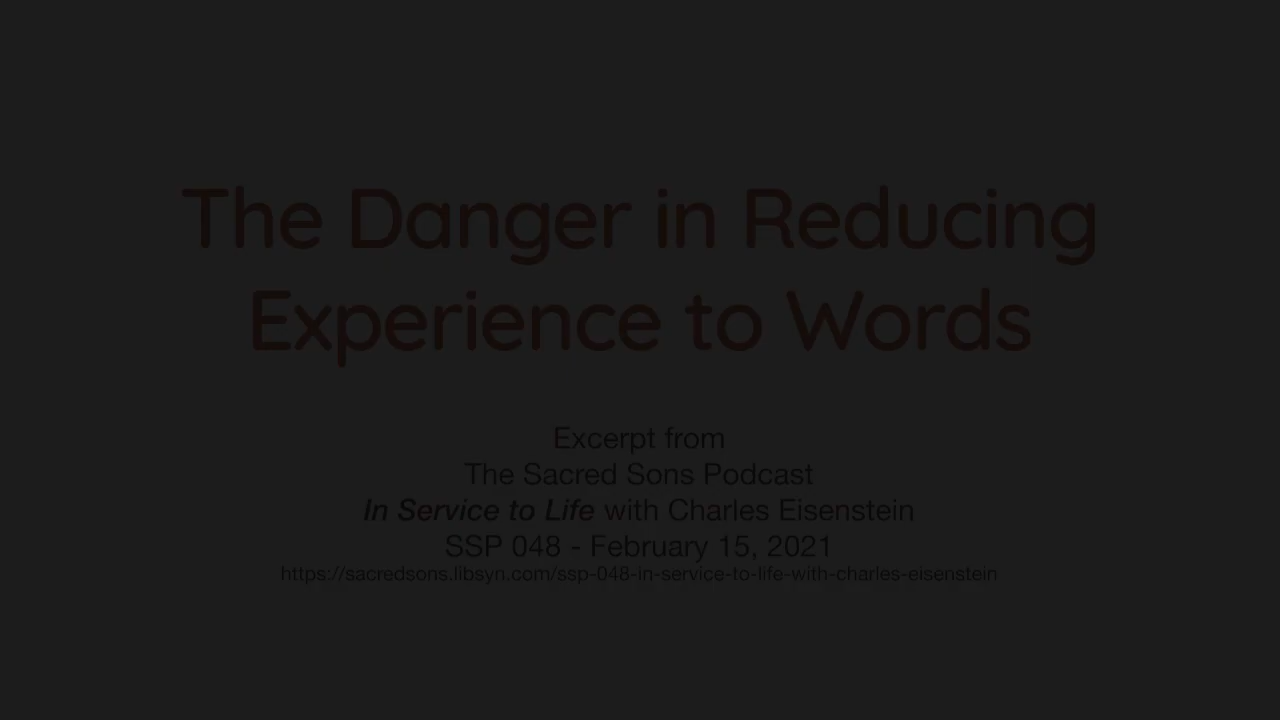 The Danger in Reducing
Experience to Words
Excerpt from
The Sacred Sons Podcast
In Service to Life with Charles Eisenstein
SSP 048 - February 15, 2021
https://sacredsons.libsyn.com/ssp-048-in-service-to-life-with-charles-eisenstein